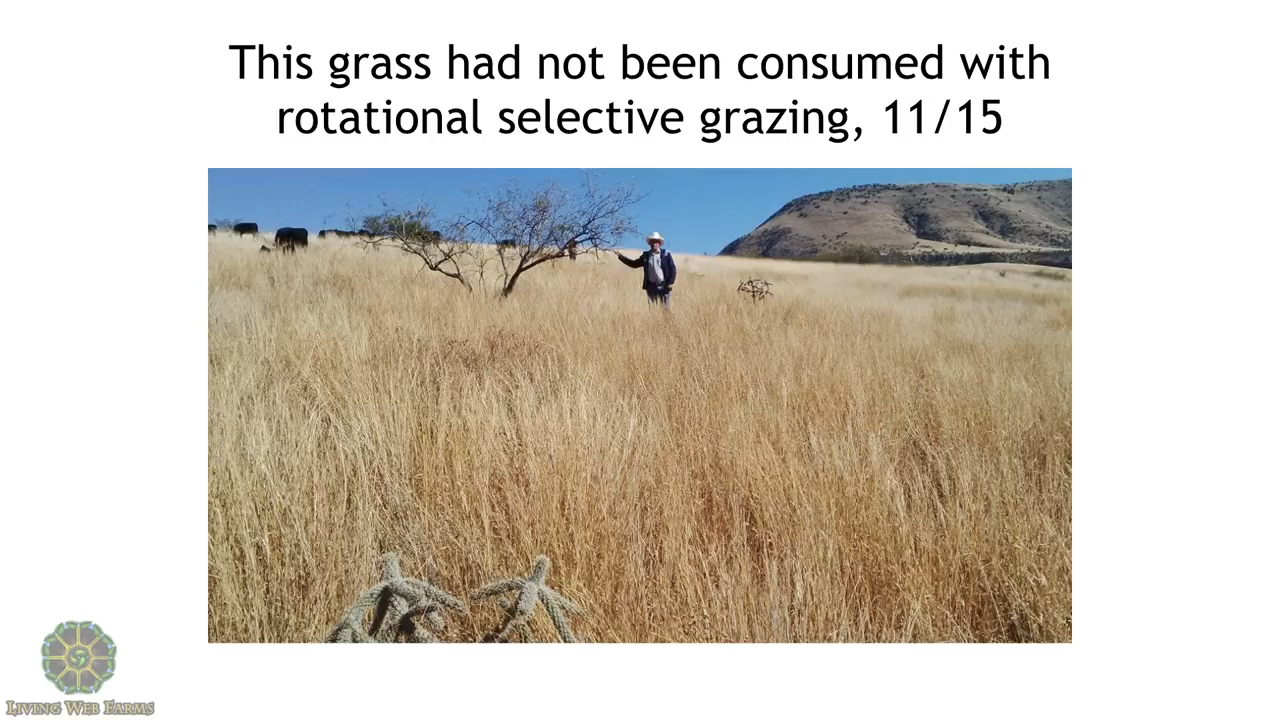 This grass had not been consumed with
rotational selective grazing, 11/15
Living Web Farms